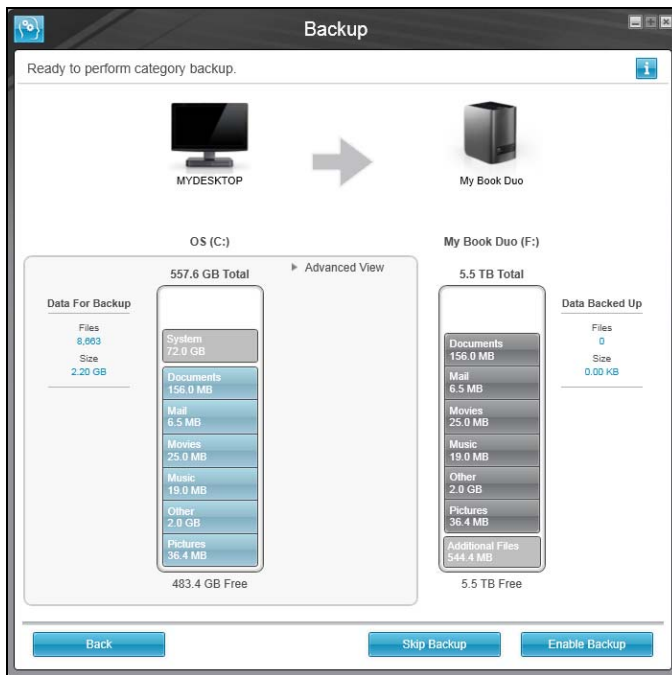 Backup
Ready to perform category backup.
MYDESKTOP
My Book Duo
OS (C:)
557.6 GB Total
Advanced View
Data For Backup
Files
8,663
Size
2.20 GB
System
72.0 GB
Documents
156.0 MB
Mail
6.5 MB
Movies
25.0 MB
Music
19.0 MB
Other
2.0 GB
Pictures
36.4 MB
483.4 GB Free
My Book Duo (F:)
5.5 TB Total
Documents
156.0 MB
Mail
6.5 MB
Movies
25.0 MB
Music
19.0 MB
Other
2.0 GB
Pictures
36.4 MB
Additional Files
544.4 MB
5.5 TB Free
Data Backed Up
Files
0
Size
0.00 KB
Back
Skip Backup
Enable Backup